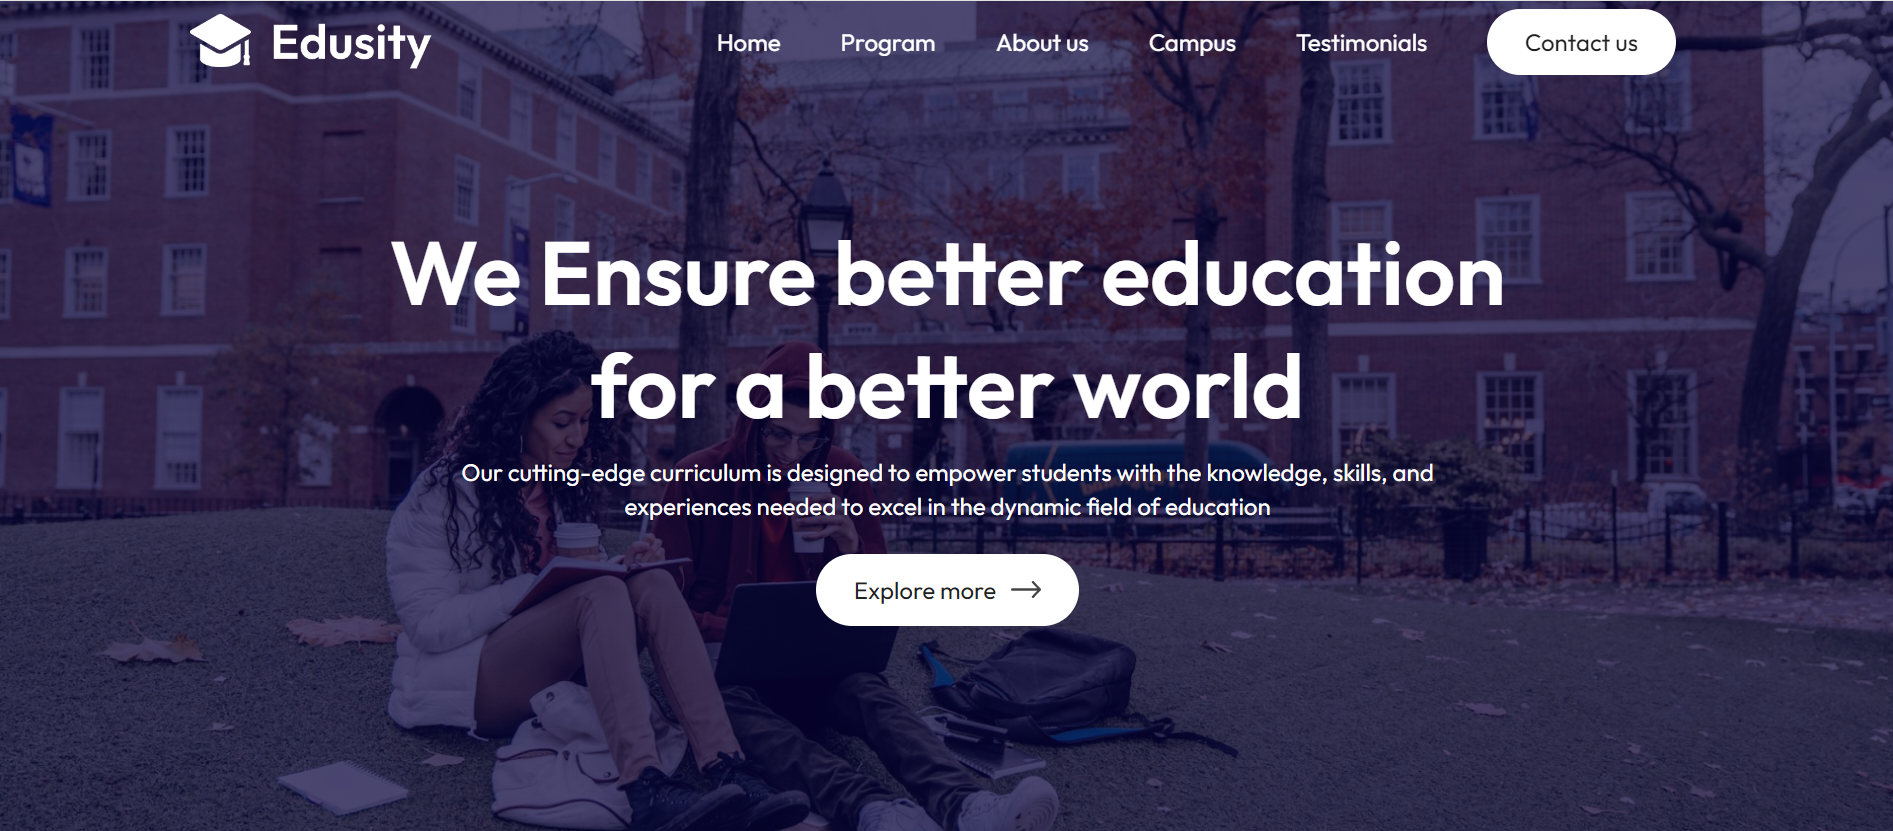 Edusity
Home
Program
About us
Campus
Testimonials
Contact us
We Ensure better education
for a better world
Our cutting-edge curriculum is designed to empower students with the knowledge, skills, and
experiences needed to excel in the dynamic field of education
Explore more